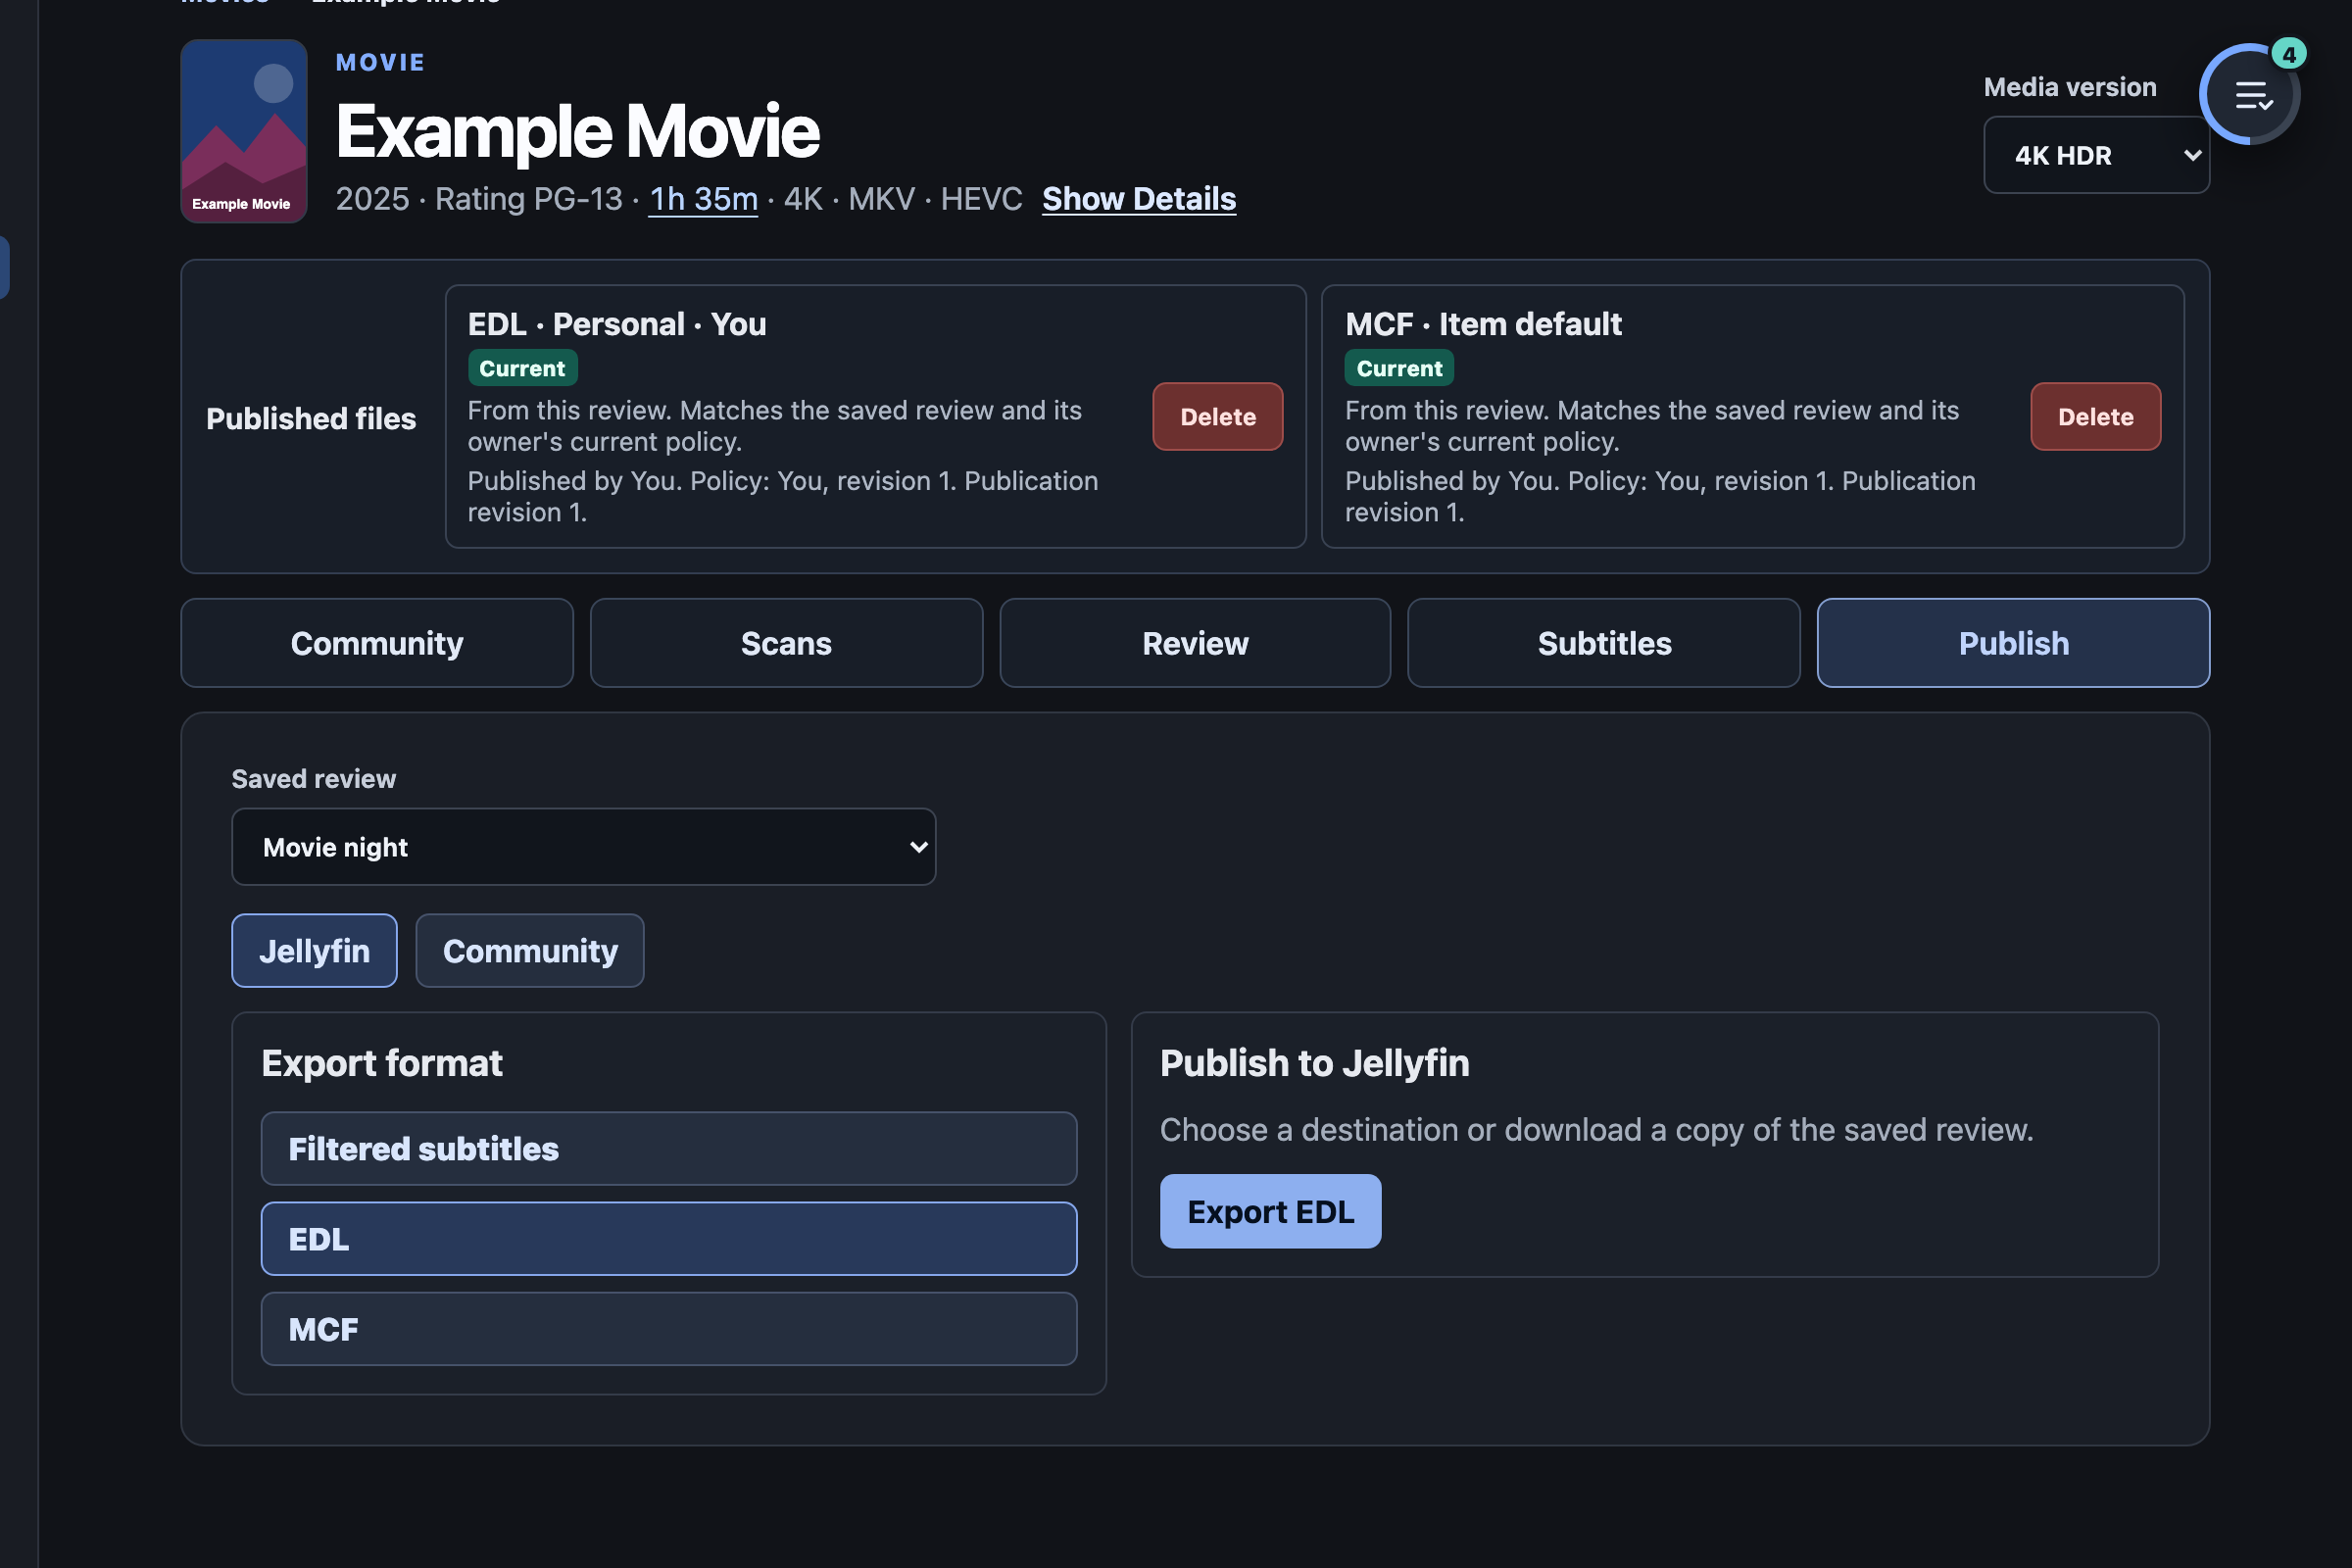 Movies Example Movie
MOVIE
Example Movie
2025 · Rating PG-13 · 1h 35m · 4K · MKV · HEVC Show Details
Example Movie
Media version
4K HDR
4
Published files
EDL · Personal · You
Current
From this review. Matches the saved review and its
owner's current policy.
Published by You. Policy: You, revision 1. Publication
revision 1.
Delete
MCF · Item default
Current
From this review. Matches the saved review and its
owner's current policy.
Published by You. Policy: You, revision 1. Publication
revision 1.
Delete
Community
Scans
Review
Subtitles
Publish
Saved review
Movie night
Jellyfin
Community
Export format
Filtered subtitles
EDL
MCF
Publish to Jellyfin
Choose a destination or download a copy of the saved review.
Export EDL